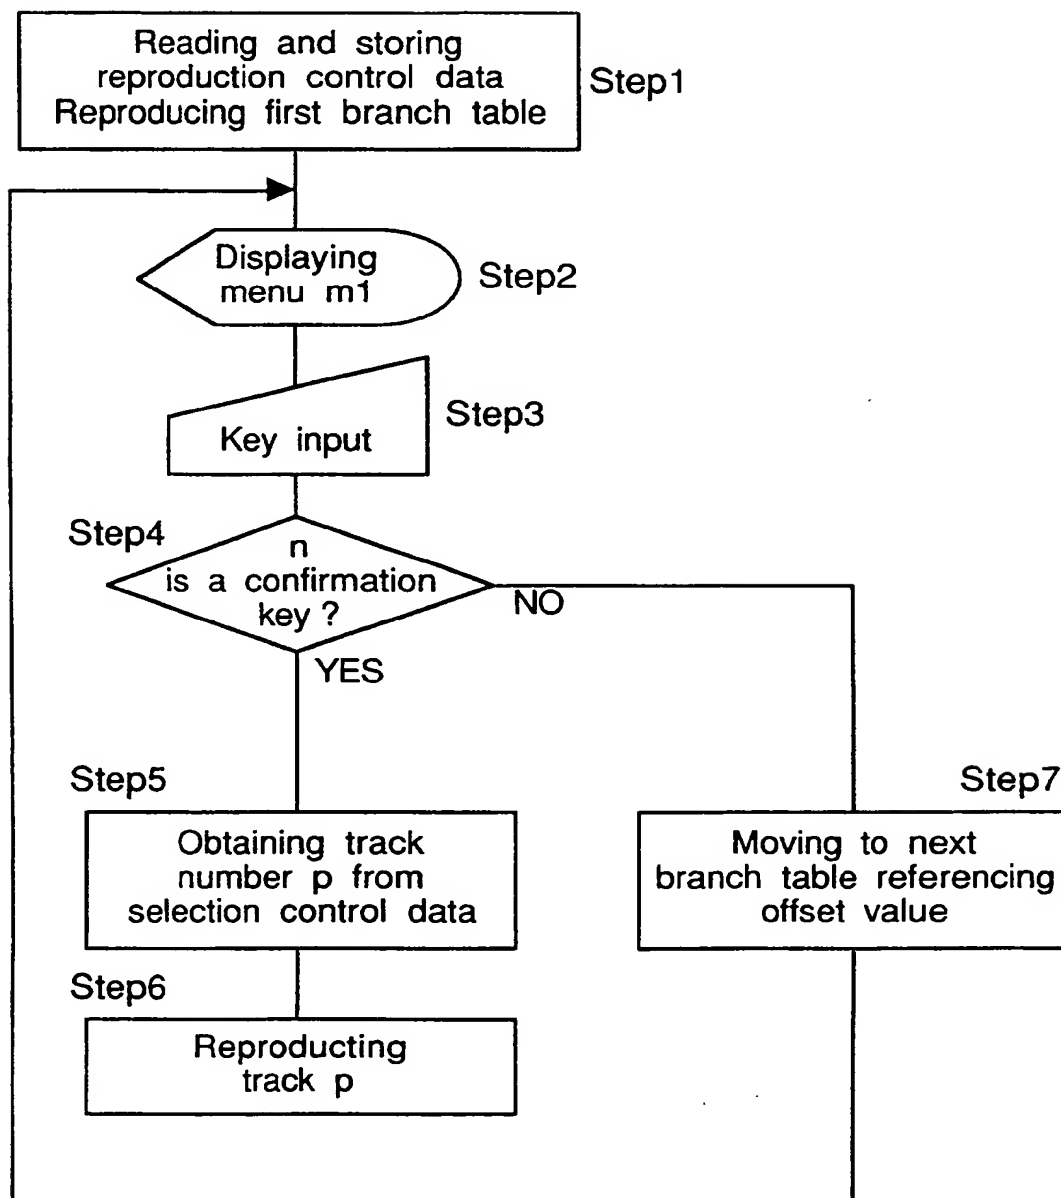 Reading and storing
reproduction control data
Reproducing first branch table
Step1
Displaying
menu m1
Step2
Key input
Step3
Step4
n
is a confirmation
key ?
NO
YES
Step5
Obtaining track
number p from
selection control data
Step7
Moving to next
branch table referencing
offset value
Step6
Reproducting
track p